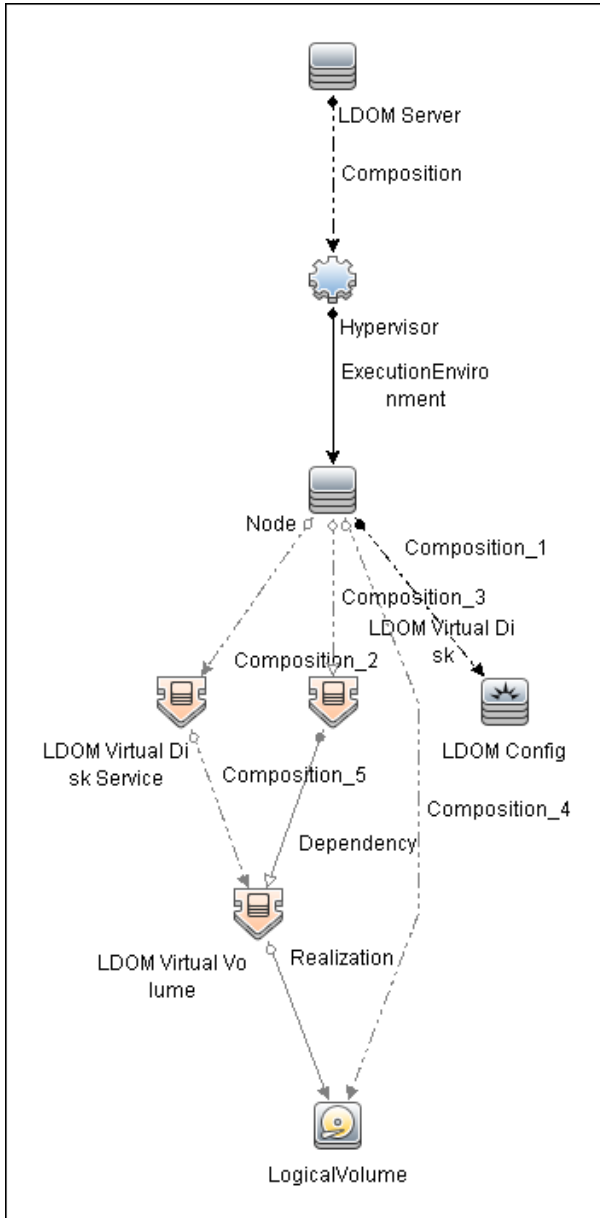 LDOM Server
Composition
Hypervisor
ExecutionEnviro
nment
Node
Composition_1
Composition_3
LDOM Virtual Di
sk
Composition_2
LDOM Virtual Di
sk Service
LDOM Config
Composition_5
Composition_4
Dependency
LDOM Virtual Vo
lume
Realization
LogicalVolume